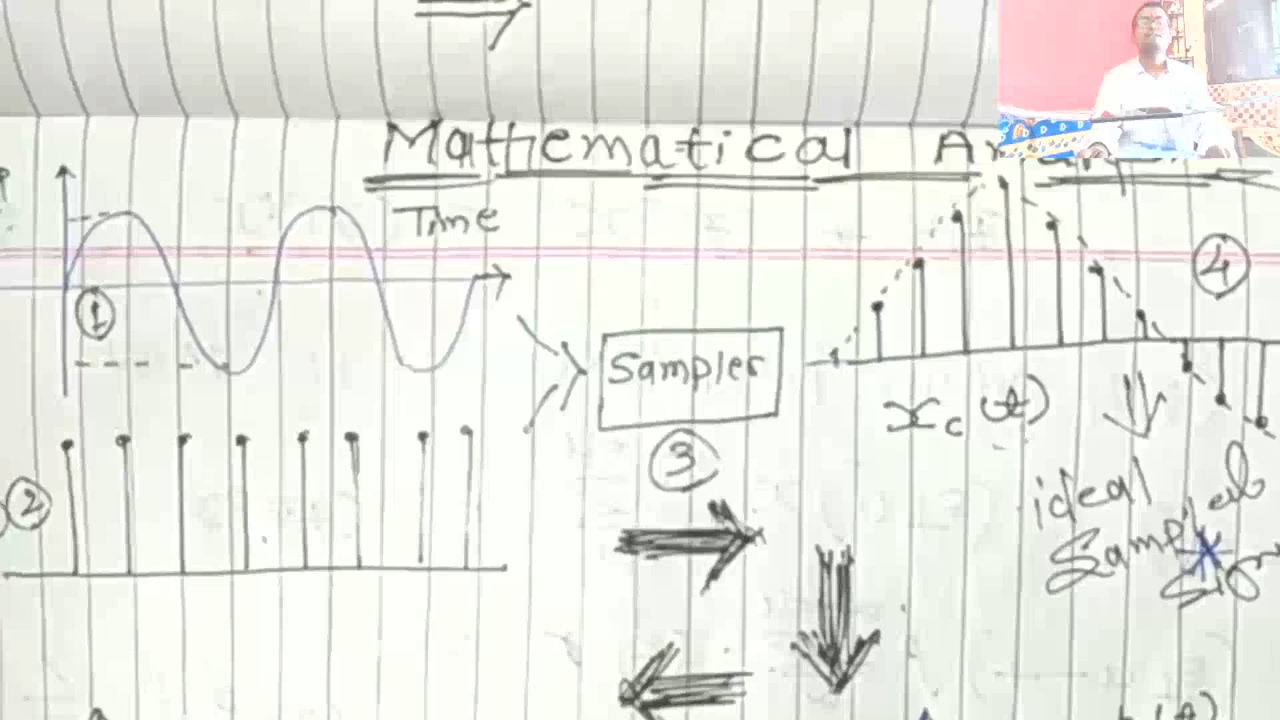 Mathematical
Time
1
4
Sampler
xc(t)
3
2
ideal
Sampled